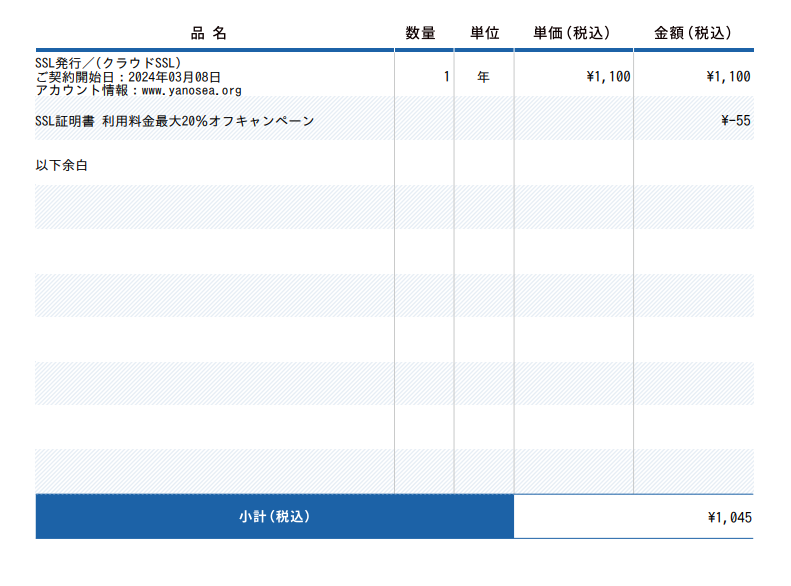 品 名 数量 単位 単価(税込) 金額(税込)
SSL発行／(クラウドSSL)
ご契約開始日：2024年03月08日 1 年 ¥1,100 ¥1,100
アカウント情報：www.yanosea.org
SSL証明書 利用料金最大20％オフキャンペーン ¥-55
以下余白
小計(税込) ¥1,045